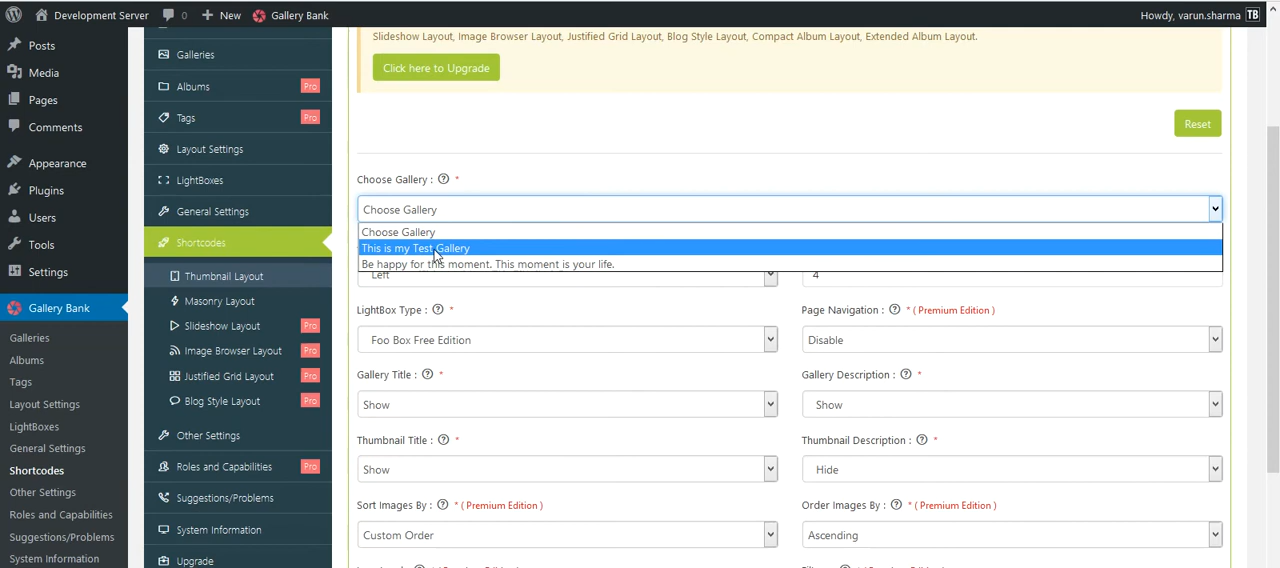 Development Server 0 + New Gallery Bank Howdy, varun.sharma TB
Posts
Media
Pages
Comments
Appearance
Plugins
Users
Tools
Settings
Gallery Bank
Galleries
Albums
Tags
Layout Settings
LightBoxes
General Settings
Shortcodes
Other Settings
Roles and Capabilities
Suggestions/Problems
System Information
Galleries
Albums Pro
Tags Pro
Layout Settings
LightBoxes
General Settings
Shortcodes
Thumbnail Layout
Masonry Layout
Slideshow Layout Pro
Image Browser Layout Pro
Justified Grid Layout Pro
Blog Style Layout Pro
Other Settings
Roles and Capabilities Pro
Suggestions/Problems
System Information
Upgrade
Slideshow Layout, Image Browser Layout, Justified Grid Layout, Blog Style Layout, Compact Album Layout, Extended Album Layout.
Click here to Upgrade
Reset
Choose Gallery : ? *
Choose Gallery
Choose Gallery
This is my Test Gallery
Be happy for this moment. This moment is your life.
Left 4
LightBox Type : ? * Page Navigation : ? * ( Premium Edition )
Foo Box Free Edition Disable
Gallery Title : ? * Gallery Description : ? *
Show Show
Thumbnail Title : ? * Thumbnail Description : ? *
Show Hide
Sort Images By : ? * ( Premium Edition ) Order Images By : ? * ( Premium Edition )
Custom Order Ascending